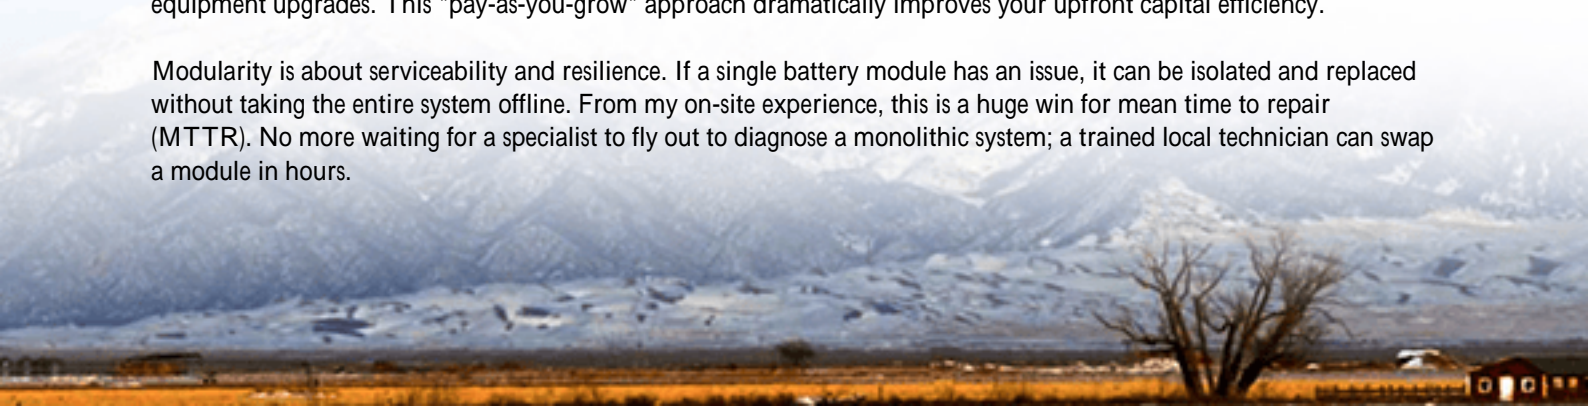 equipment upgrades. This "pay-as-you-grow" approach dramatically improves your upfront capital efficiency.
Modularity is about serviceability and resilience. If a single battery module has an issue, it can be isolated and replaced
without taking the entire system offline. From my on-site experience, this is a huge win for mean time to repair
(MTTR). No more waiting for a specialist to fly out to diagnose a monolithic system; a trained local technician can swap
a module in hours.